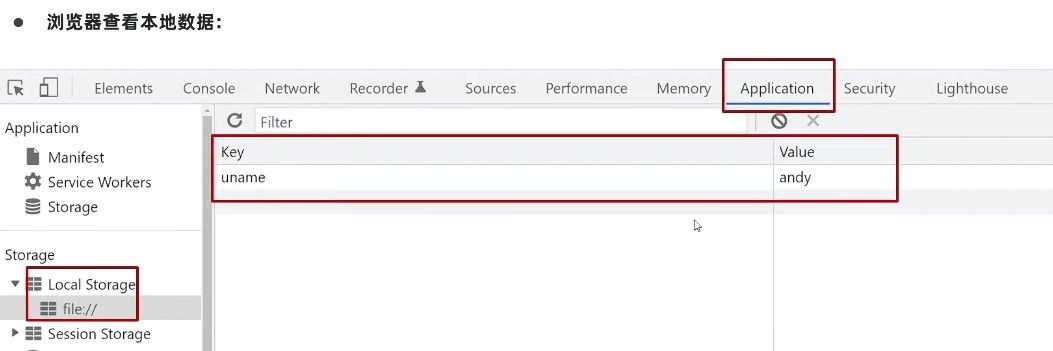 ● 浏览器查看本地数据：
Elements Console Network Recorder Sources Performance Memory Application Security Lighthouse
Application
Filter
Manifest
Service Workers
Storage
Key Value
uname andy
Storage
Local Storage
file://
Session Storage